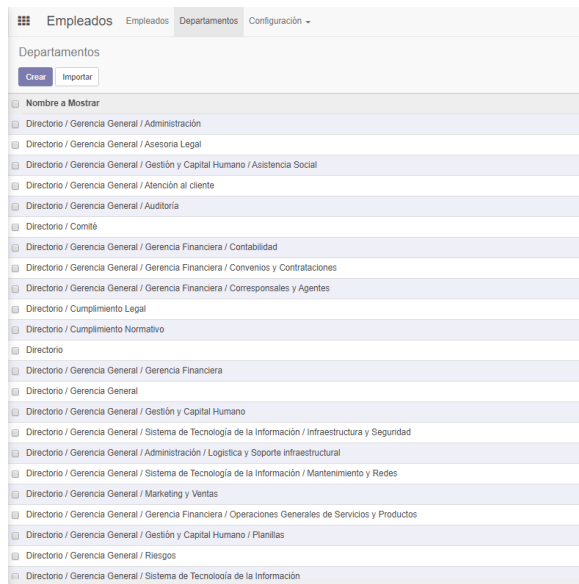 Empleados Empleados Departamentos Configuración
Departamentos
Crear Importar
Nombre a Mostrar
Directorio / Gerencia General / Administración
Directorio / Gerencia General / Asesoria Legal
Directorio / Gerencia General / Gestión y Capital Humano / Asistencia Social
Directorio / Gerencia General / Atención al cliente
Directorio / Gerencia General / Auditoría
Directorio / Comité
Directorio / Gerencia General / Gerencia Financiera / Contabilidad
Directorio / Gerencia General / Gerencia Financiera / Convenios y Contrataciones
Directorio / Gerencia General / Gerencia Financiera / Corresponsales y Agentes
Directorio / Cumplimiento Legal
Directorio / Cumplimiento Normativo
Directorio
Directorio / Gerencia General / Gerencia Financiera
Directorio / Gerencia General
Directorio / Gerencia General / Gestión y Capital Humano
Directorio / Gerencia General / Sistema de Tecnología de la Información / Infraestructura y Seguridad
Directorio / Gerencia General / Administración / Logistica y Soporte infraestructural
Directorio / Gerencia General / Sistema de Tecnología de la Información / Mantenimiento y Redes
Directorio / Gerencia General / Marketing y Ventas
Directorio / Gerencia General / Gerencia Financiera / Operaciones Generales de Servicios y Productos
Directorio / Gerencia General / Gestión y Capital Humano / Planillas
Directorio / Gerencia General / Riesgos
Directorio / Gerencia General / Sistema de Tecnología de la Información